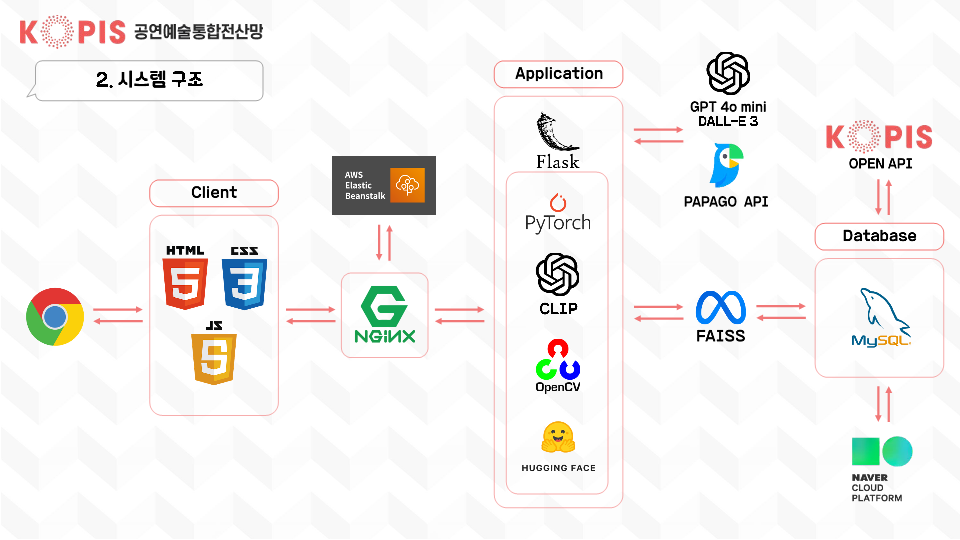 KOPIS 공연예술통합전산망
2. 시스템 구조
Client
HTML
CSS
JS
AWS
Elastic
Beanstalk
NGiNX
Application
Flask
PyTorch
CLIP
OpenCV
HUGGING FACE
GPT 4o mini
DALL-E 3
PAPAGO API
FAISS
KOPIS
OPEN API
Database
MySQL
NAVER
CLOUD
PLATFORM